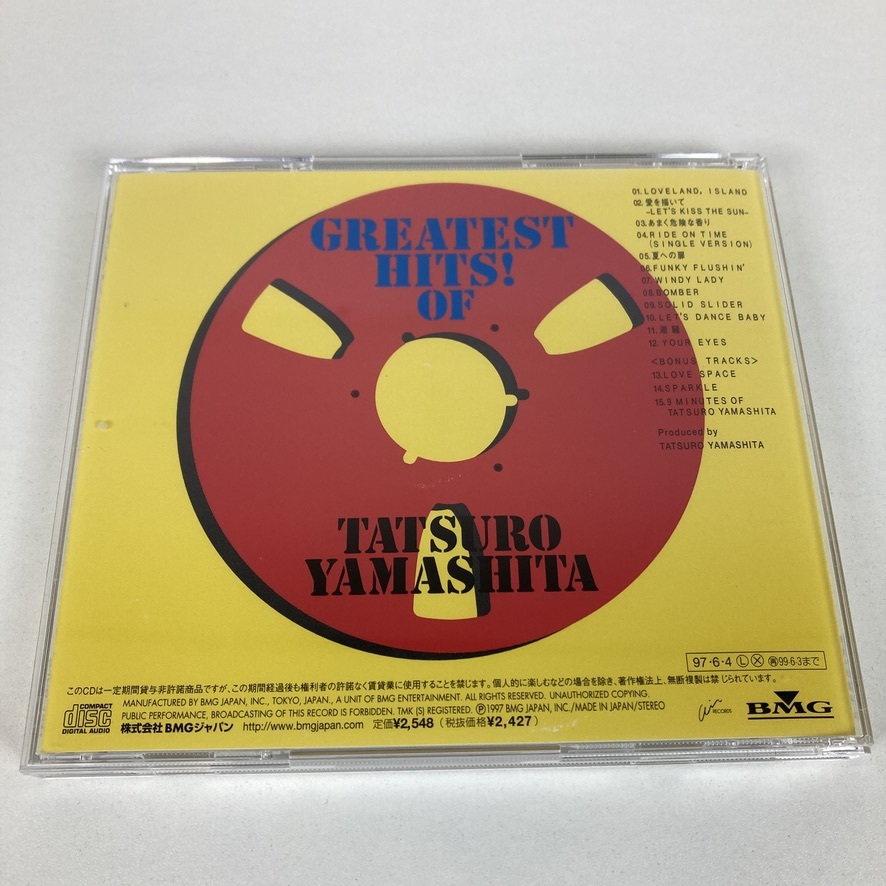 GREATEST
HITS!
OF
TATSURO
YAMASHITA
01. LOVELAND, ISLAND
02. 愛を描いて
-LET'S KISS THE SUN-
03. あまく危険な香り
04. RIDE ON TIME
(SINGLE VERSION)
05. 夏への扉
06. FUNKY FLUSHIN'
07. WINDY LADY
08. BOMBER
09. SOLID SLIDER
10. LET'S DANCE BABY
11.
12. YOUR EYES
<BONUS TRACKS>
13. LOVE SPACE
14. SPARKLE
15. 9 MINUTES OF
TATSURO YAMASHITA
Produced by
TATSURO YAMASHITA
97・6・4 Ⓛ Ⓧ 再 99・6・3まで
このCDは一定期間貸与非許諾商品ですが、この期間経過後も権利者の許諾なく賃貸業に使用することを禁じます。個人的に楽しむなどの場合を除き、著作権法上、無断複製は禁じられています。
MANUFACTURED BY BMG JAPAN, INC., TOKYO, JAPAN., A UNIT OF BMG ENTERTAINMENT. ALL RIGHTS RESERVED. UNAUTHORIZED COPYING.
PUBLIC PERFORMANCE, BROADCASTING OF THIS RECORD IS FORBIDDEN. TMK (S) REGISTERED. Ⓟ1997 BMG JAPAN, INC./MADE IN JAPAN/STEREO
株式会社BMGジャパン http://www.bmgjapan.com 定価¥2,548 (税抜価格¥2,427)
COMPACT
disc
DIGITAL AUDIO
Air
RECORDS
BMG